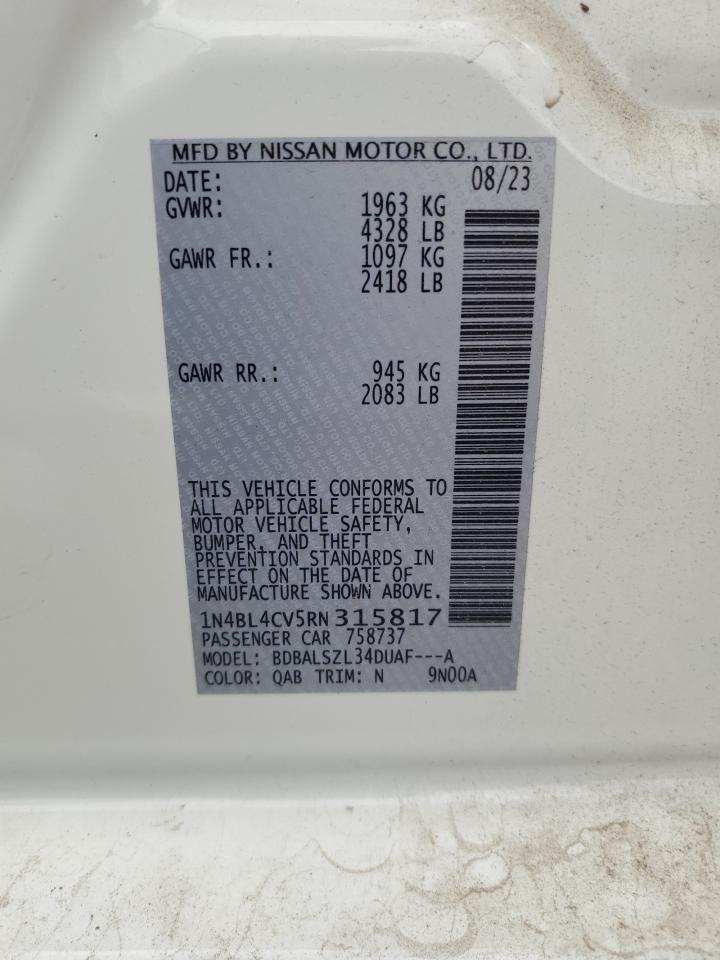 MFD BY NISSAN MOTOR CO., LTD.
DATE: 08/23
GVWR: 1963 KG
4328 LB
GAWR FR.: 1097 KG
2418 LB
GAWR RR.: 945 KG
2083 LB
THIS VEHICLE CONFORMS TO
ALL APPLICABLE FEDERAL
MOTOR VEHICLE SAFETY,
BUMPER, AND THEFT
PREVENTION STANDARDS IN
EFFECT ON THE DATE OF
MANUFACTURE SHOWN ABOVE.
1N4BL4CV5RN315817
PASSENGER CAR 758737
MODEL: BDBALSZL34DUAF---A
COLOR: QAB TRIM: N 9N00A